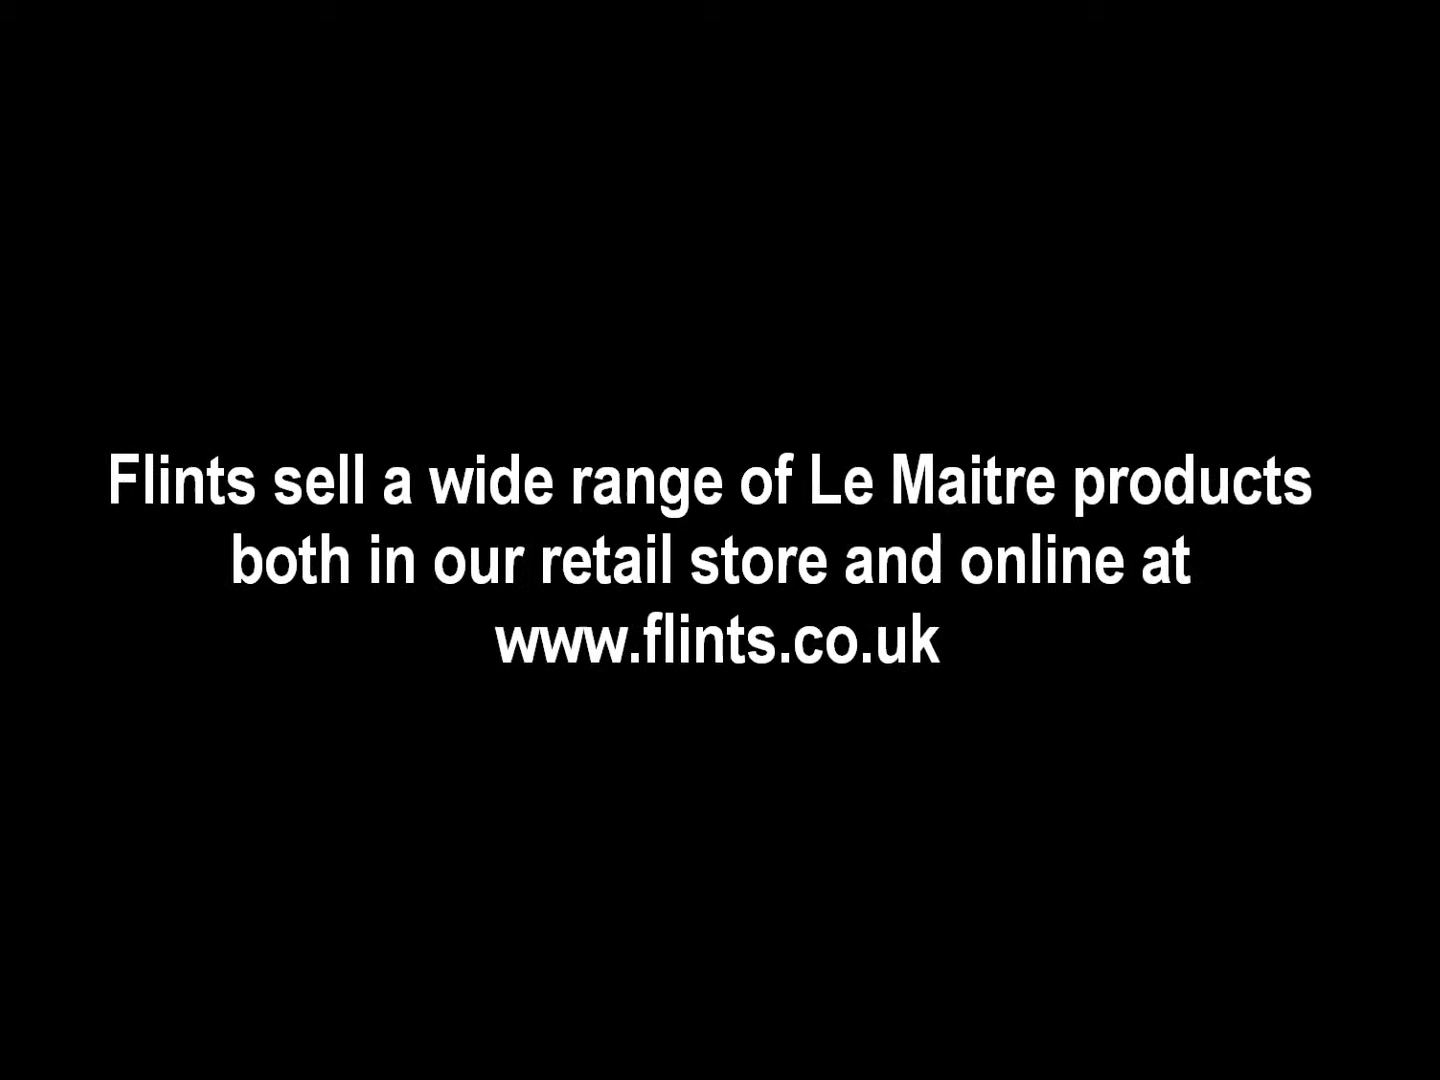 Flints sell a wide range of Le Maitre products
both in our retail store and online at
www.flints.co.uk